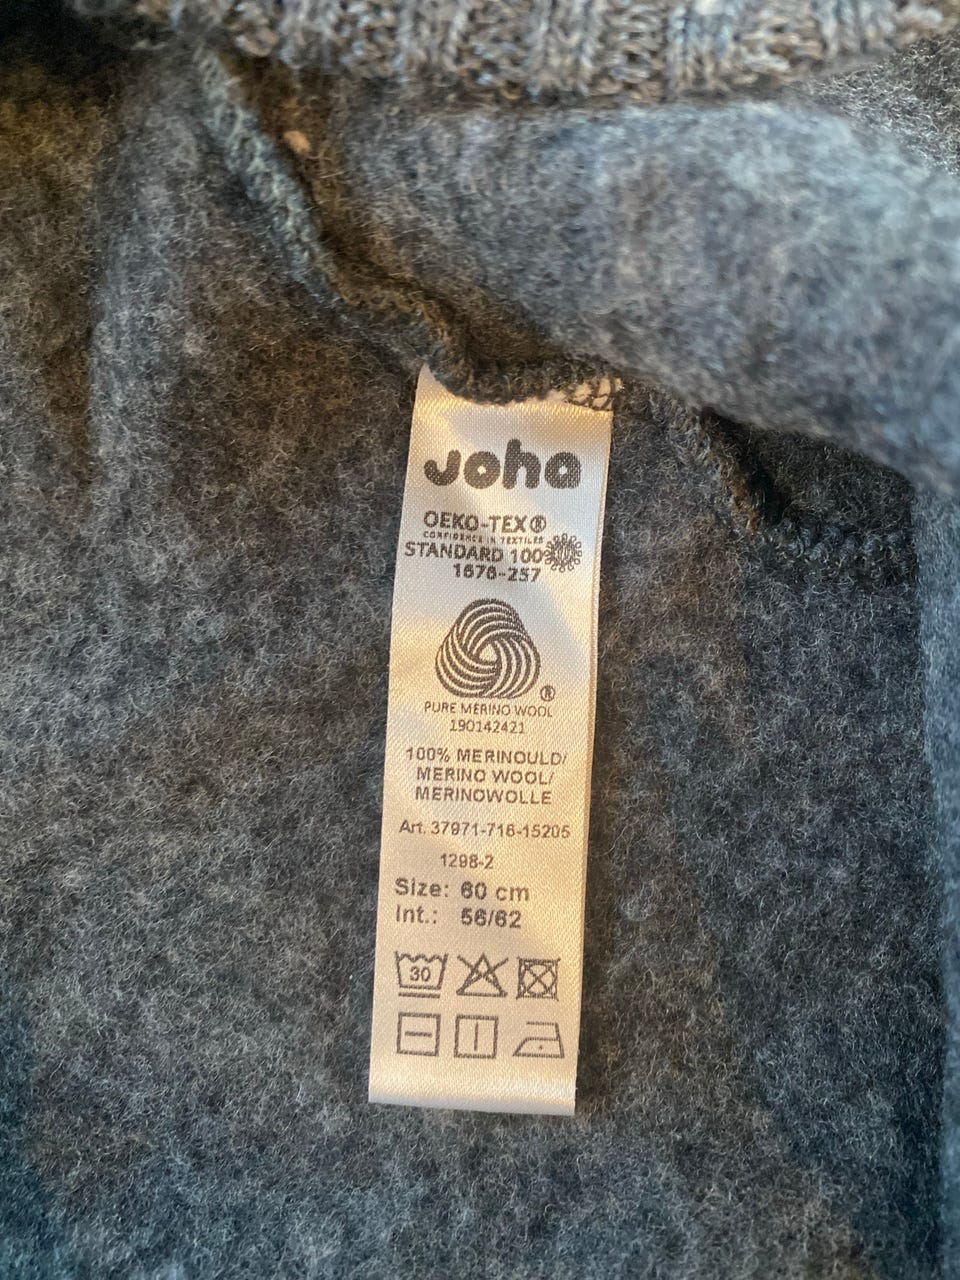 joha
OEKO-TEX®
CONFIDENCE IN TEXTILES
STANDARD 100
1676-257
®
PURE MERINO WOOL
190142421
100% MERINOULD/
MERINO WOOL/
MERINOWOLLE
Art. 37971-716-15205
1298-2
Size: 60 cm
Int.: 56/62
30